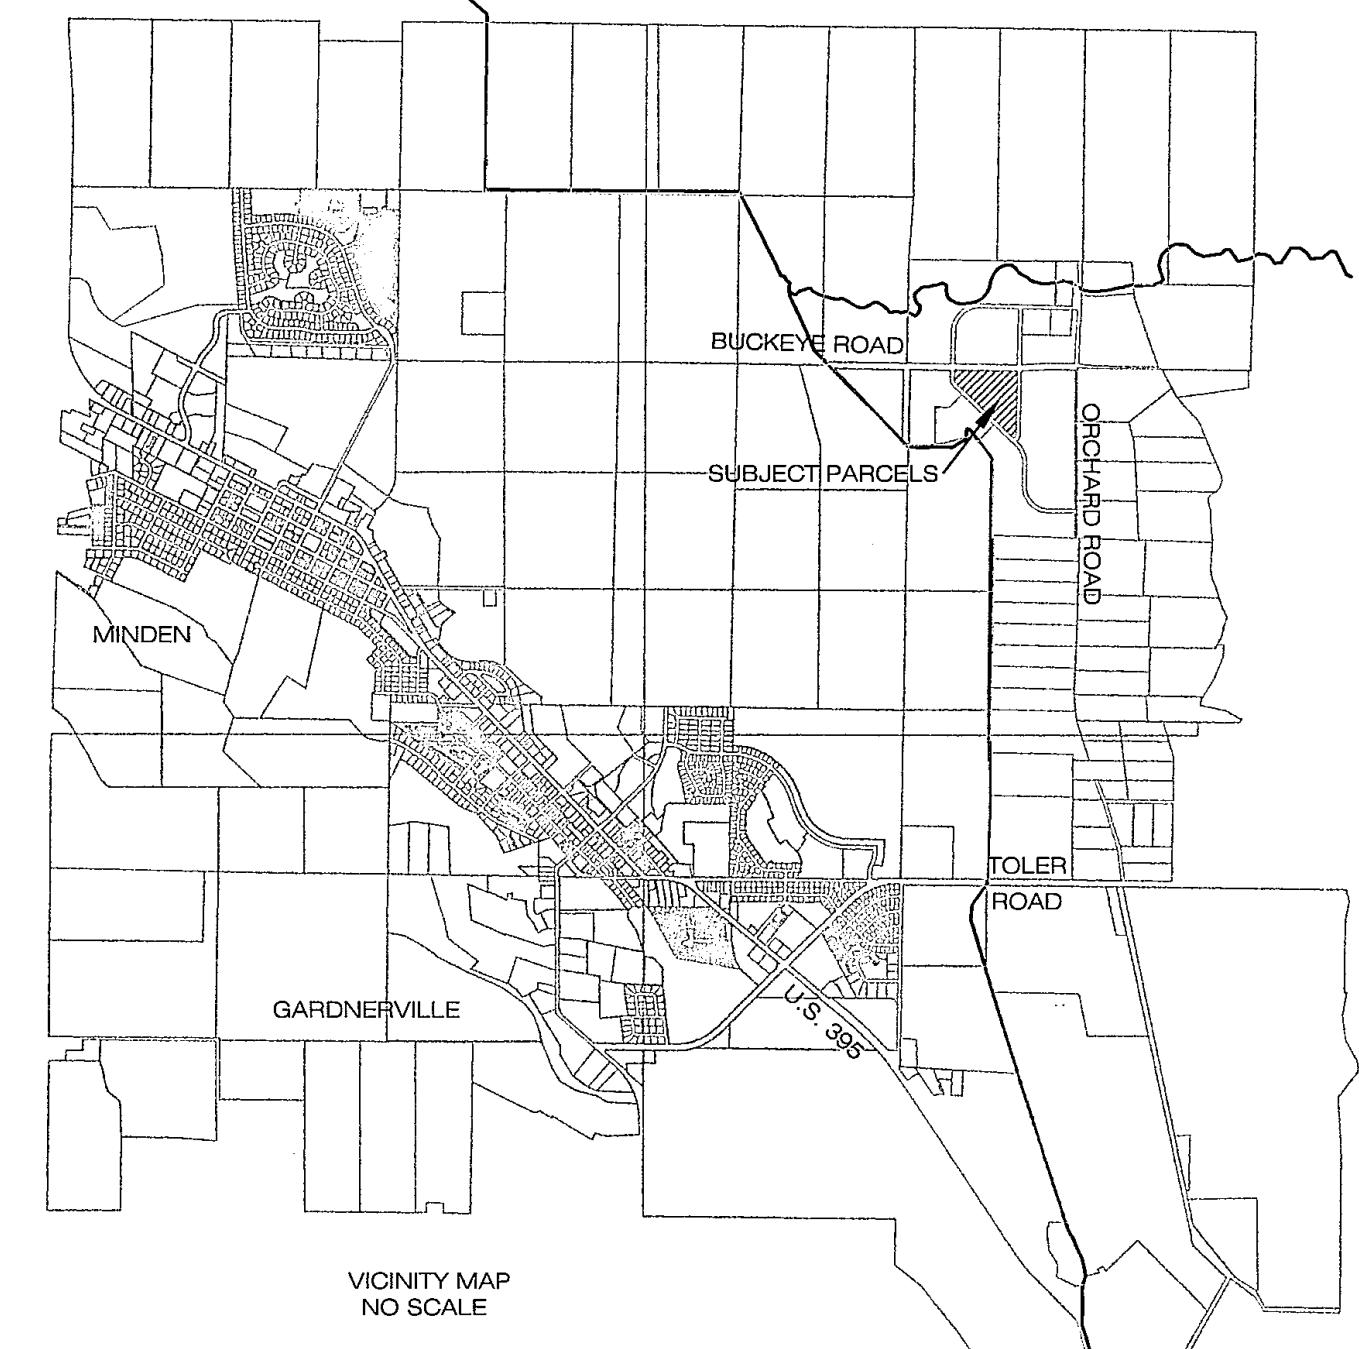 BUCKEYE ROAD
ORCHARD ROAD
SUBJECT PARCELS
MINDEN
TOLER
ROAD
GARDNERVILLE
U.S. 395
VICINITY MAP
NO SCALE